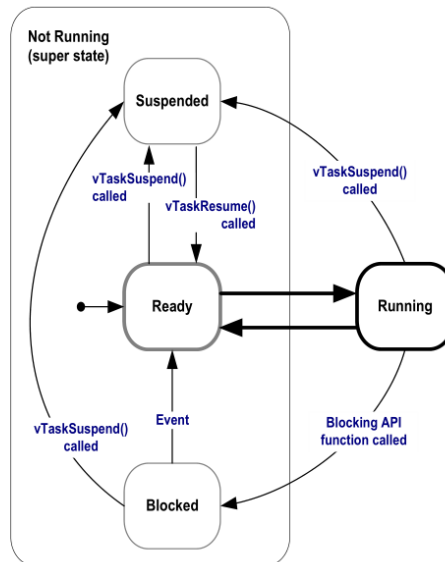 Not Running
(super state)
Suspended
vTaskSuspend()
called
vTaskResume()
called
vTaskSuspend()
called
Ready
Running
Event
vTaskSuspend()
called
Blocking API
function called
Blocked